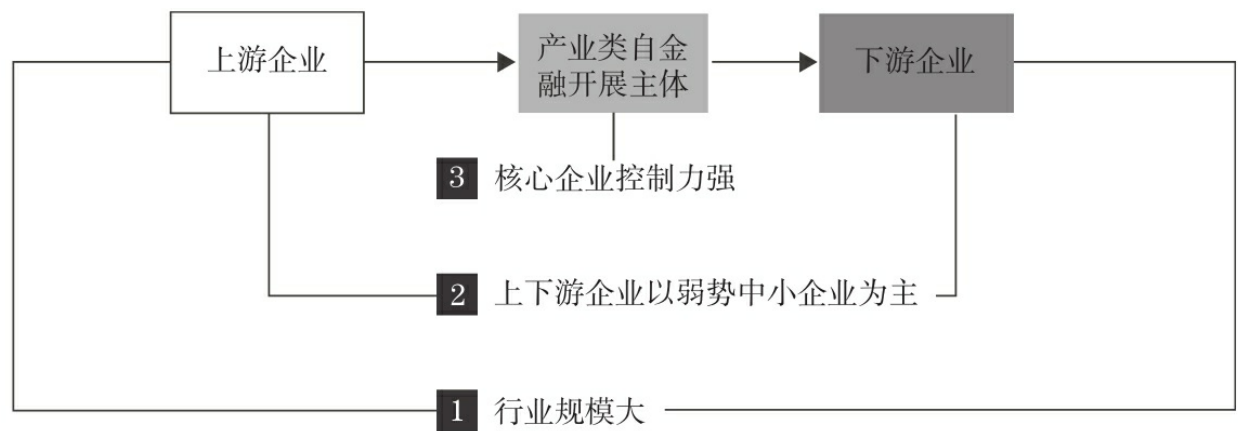 上游企业
产业类自金
融开展主体
下游企业
3 核心企业控制力强
2 上下游企业以弱势中小企业为主
1 行业规模大